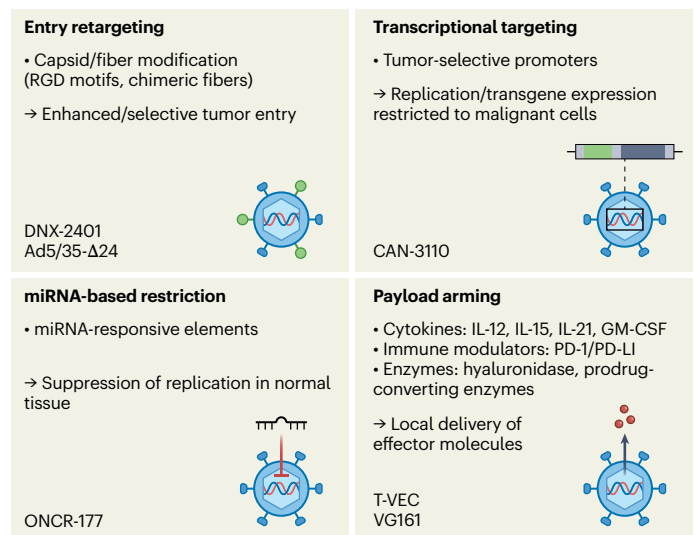 Entry retargeting
• Capsid/fiber modification
(RGD motifs, chimeric fibers)
→ Enhanced/selective tumor entry
DNX-2401
Ad5/35-Δ24
Transcriptional targeting
• Tumor-selective promoters
→ Replication/transgene expression
restricted to malignant cells
CAN-3110
miRNA-based restriction
• miRNA-responsive elements
→ Suppression of replication in normal
tissue
ONCR-177
Payload arming
• Cytokines: IL-12, IL-15, IL-21, GM-CSF
• Immune modulators: PD-1/PD-LI
• Enzymes: hyaluronidase, prodrug-
converting enzymes
→ Local delivery of
effector molecules
T-VEC
VG161